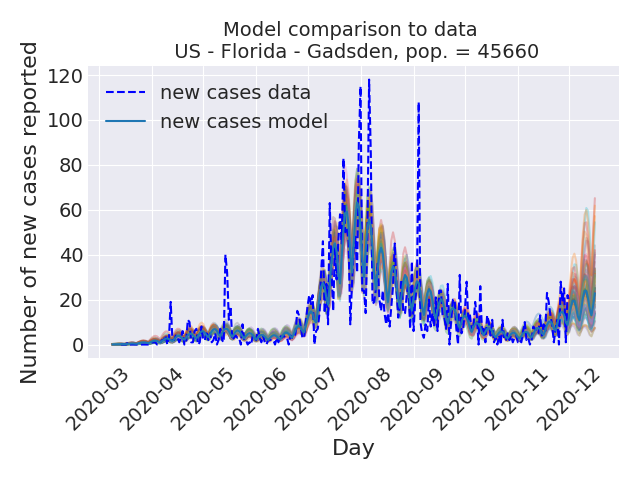 Model comparison to data
US - Florida - Gadsden, pop. = 45660
Number of new cases reported
120
100
80
60
40
20
0
new cases data
new cases model
2020-03
2020-04
2020-05
2020-06
2020-07
2020-08
2020-09
2020-10
2020-11
2020-12
Day